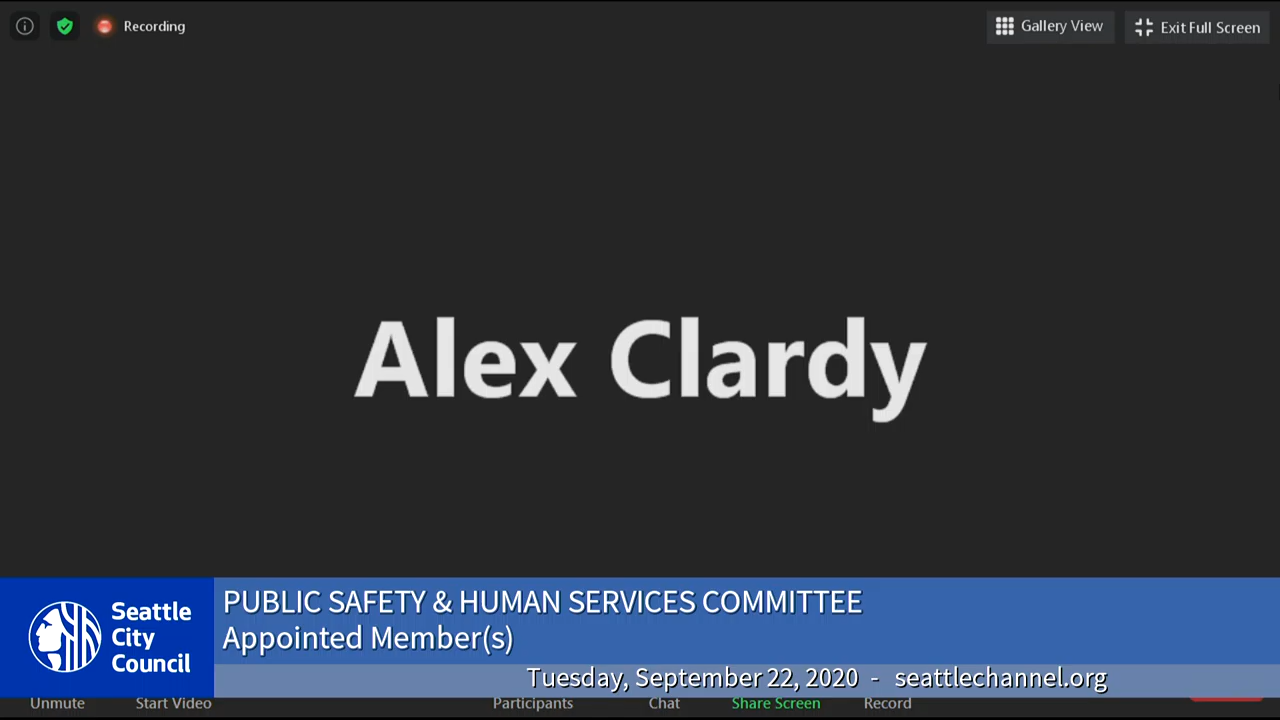 Recording
Gallery View
Exit Full Screen
Alex Clardy
Seattle
City
Council
PUBLIC SAFETY & HUMAN SERVICES COMMITTEE
Appointed Member(s)
Tuesday, September 22, 2020 - seattlechannel.org
Unmute
Start Video
Participants
Chat
Share Screen
Record